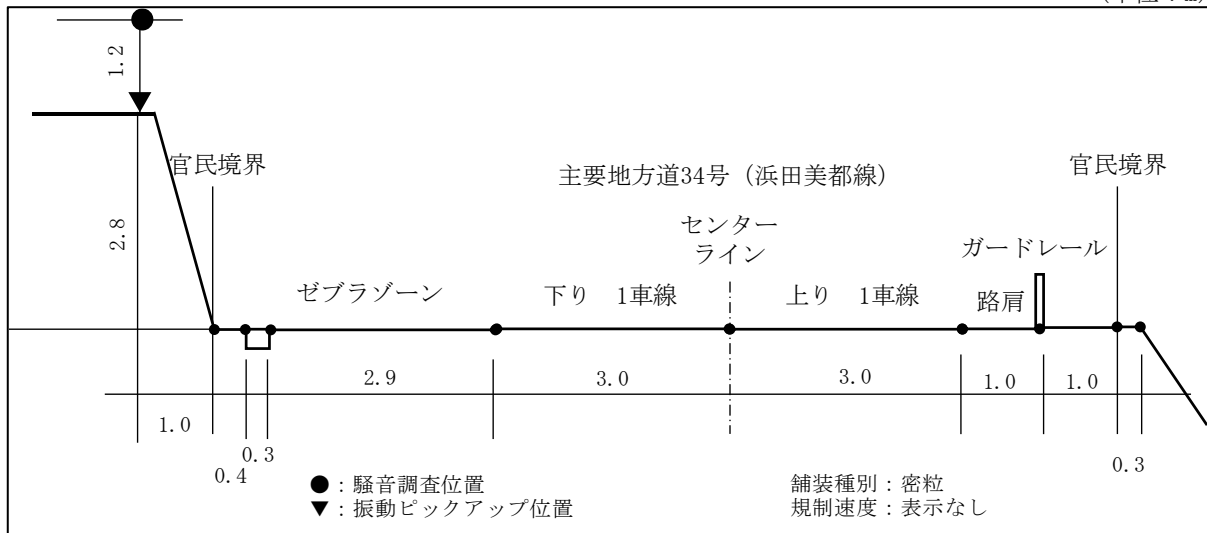 1.2
官民境界
官民境界
主要地方道34号（浜田美都線）
センター
ライン
ガードレール
2.8
ゼブラゾーン
下り　1車線
上り　1車線
路肩
2.9
3.0
3.0
1.0
1.0
1.0
0.3
0.4
0.3
●：騒音調査位置
▼：振動ピックアップ位置
舗装種別：密粒
規制速度：表示なし